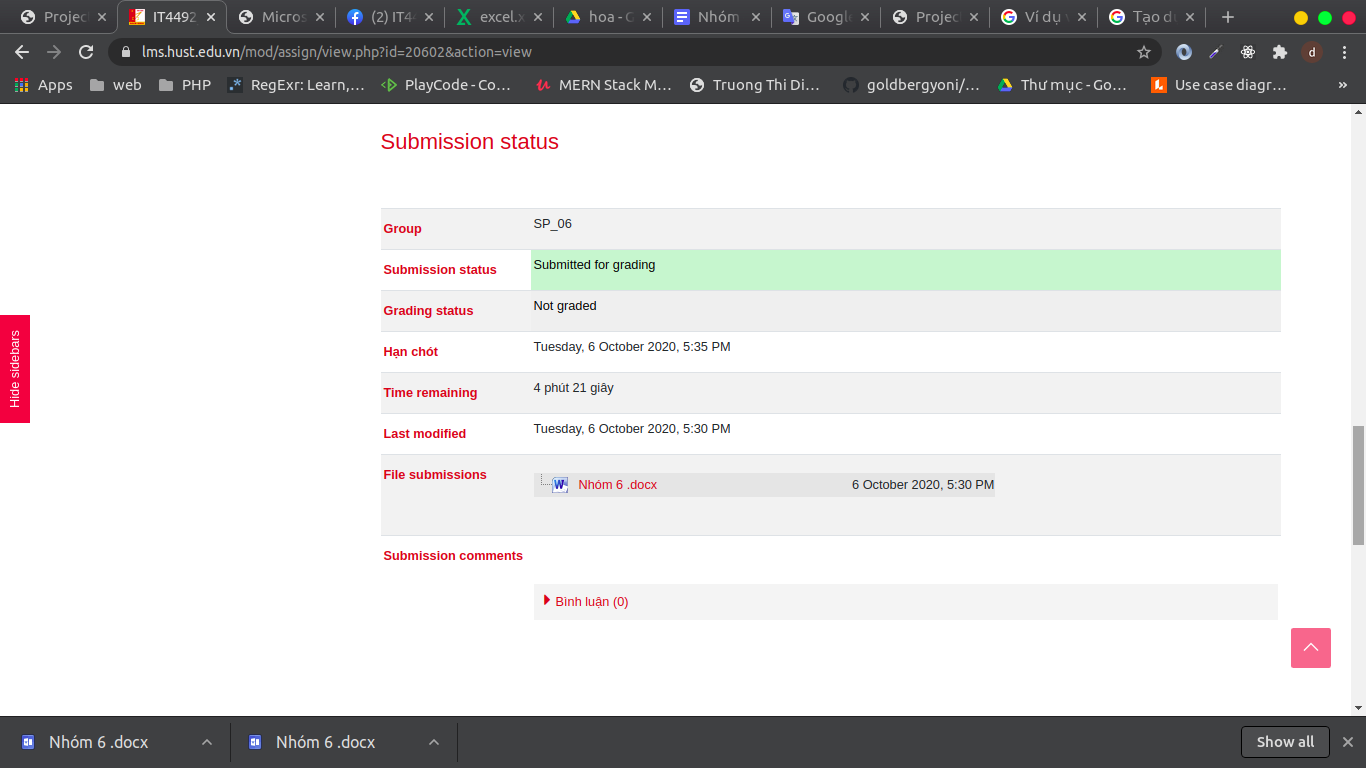 Project
IT4492
Micros
(2) IT4
excel.x
hoa - G
Nhóm
Google
Project
Ví dụ v
Tạo d
lms.hust.edu.vn/mod/assign/view.php?id=20602&action=view
d
Apps
web
PHP
RegExr: Learn,...
PlayCode - Co...
MERN Stack M...
Truong Thi Di...
goldbergyoni/...
Thư mục - Go...
Use case diagr...
»
Submission status
Group SP_06
Submission status Submitted for grading
Grading status Not graded
Hạn chót Tuesday, 6 October 2020, 5:35 PM
Time remaining 4 phút 21 giây
Last modified Tuesday, 6 October 2020, 5:30 PM
File submissions Nhóm 6 .docx 6 October 2020, 5:30 PM
Submission comments
Bình luận (0)
Hide sidebars
Nhóm 6 .docx
Nhóm 6 .docx
Show all